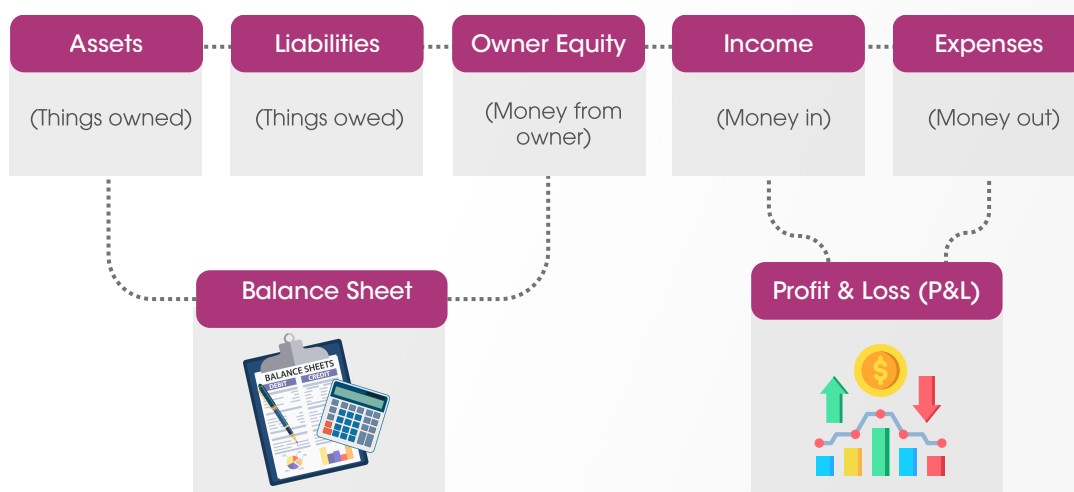 Assets
Liabilities
Owner Equity
Income
Expenses
(Things owned)
(Things owed)
(Money from
owner)
(Money in)
(Money out)
Balance Sheet
Profit & Loss (P&L)
BALANCE SHEETS
DEBIT
CREDIT
$